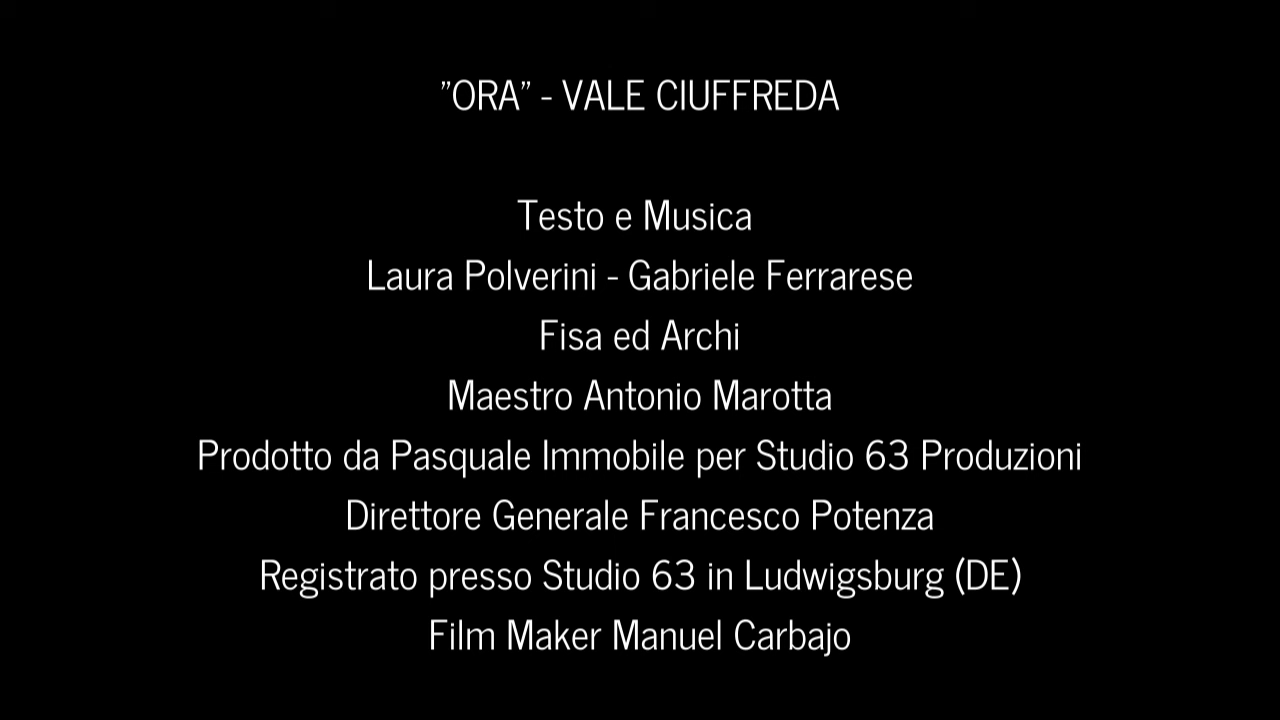 ”ORA” - VALE CIUFFREDA
Testo e Musica
Laura Polverini - Gabriele Ferrarese
Fisa ed Archi
Maestro Antonio Marotta
Prodotto da Pasquale Immobile per Studio 63 Produzioni
Direttore Generale Francesco Potenza
Registrato presso Studio 63 in Ludwigsburg (DE)
Film Maker Manuel Carbajo